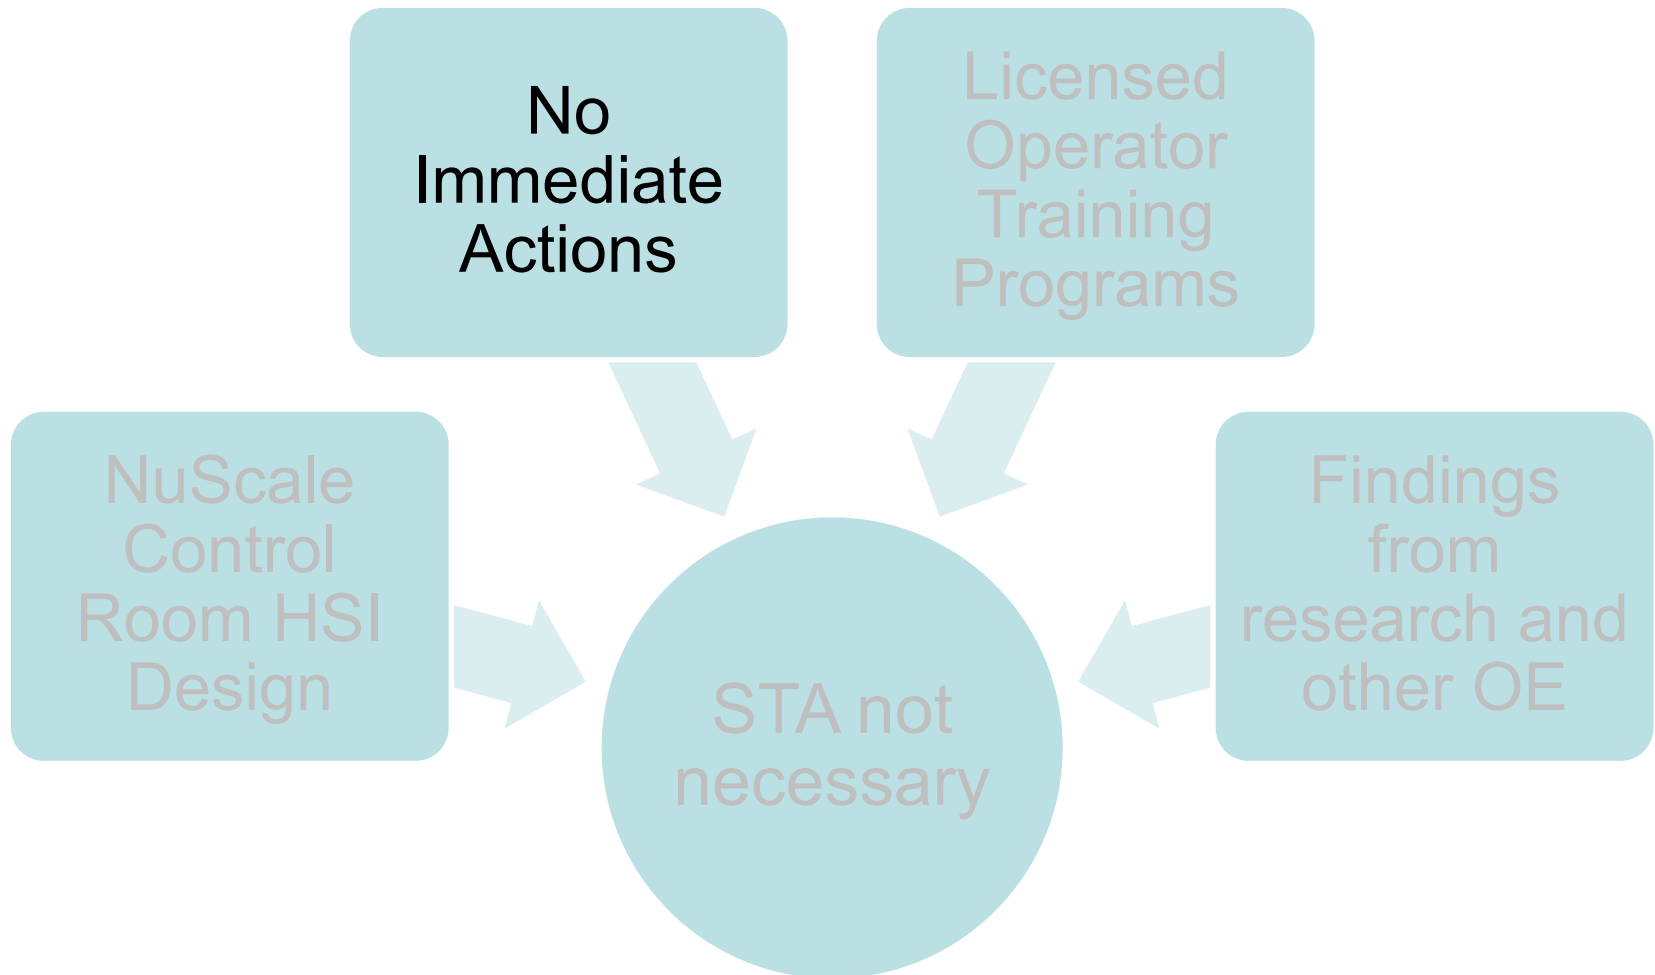 No
Immediate
Actions
Licensed
Operator
Training
Programs
NuScale
Control
Room HSI
Design
Findings
from
research and
other OE
STA not
necessary